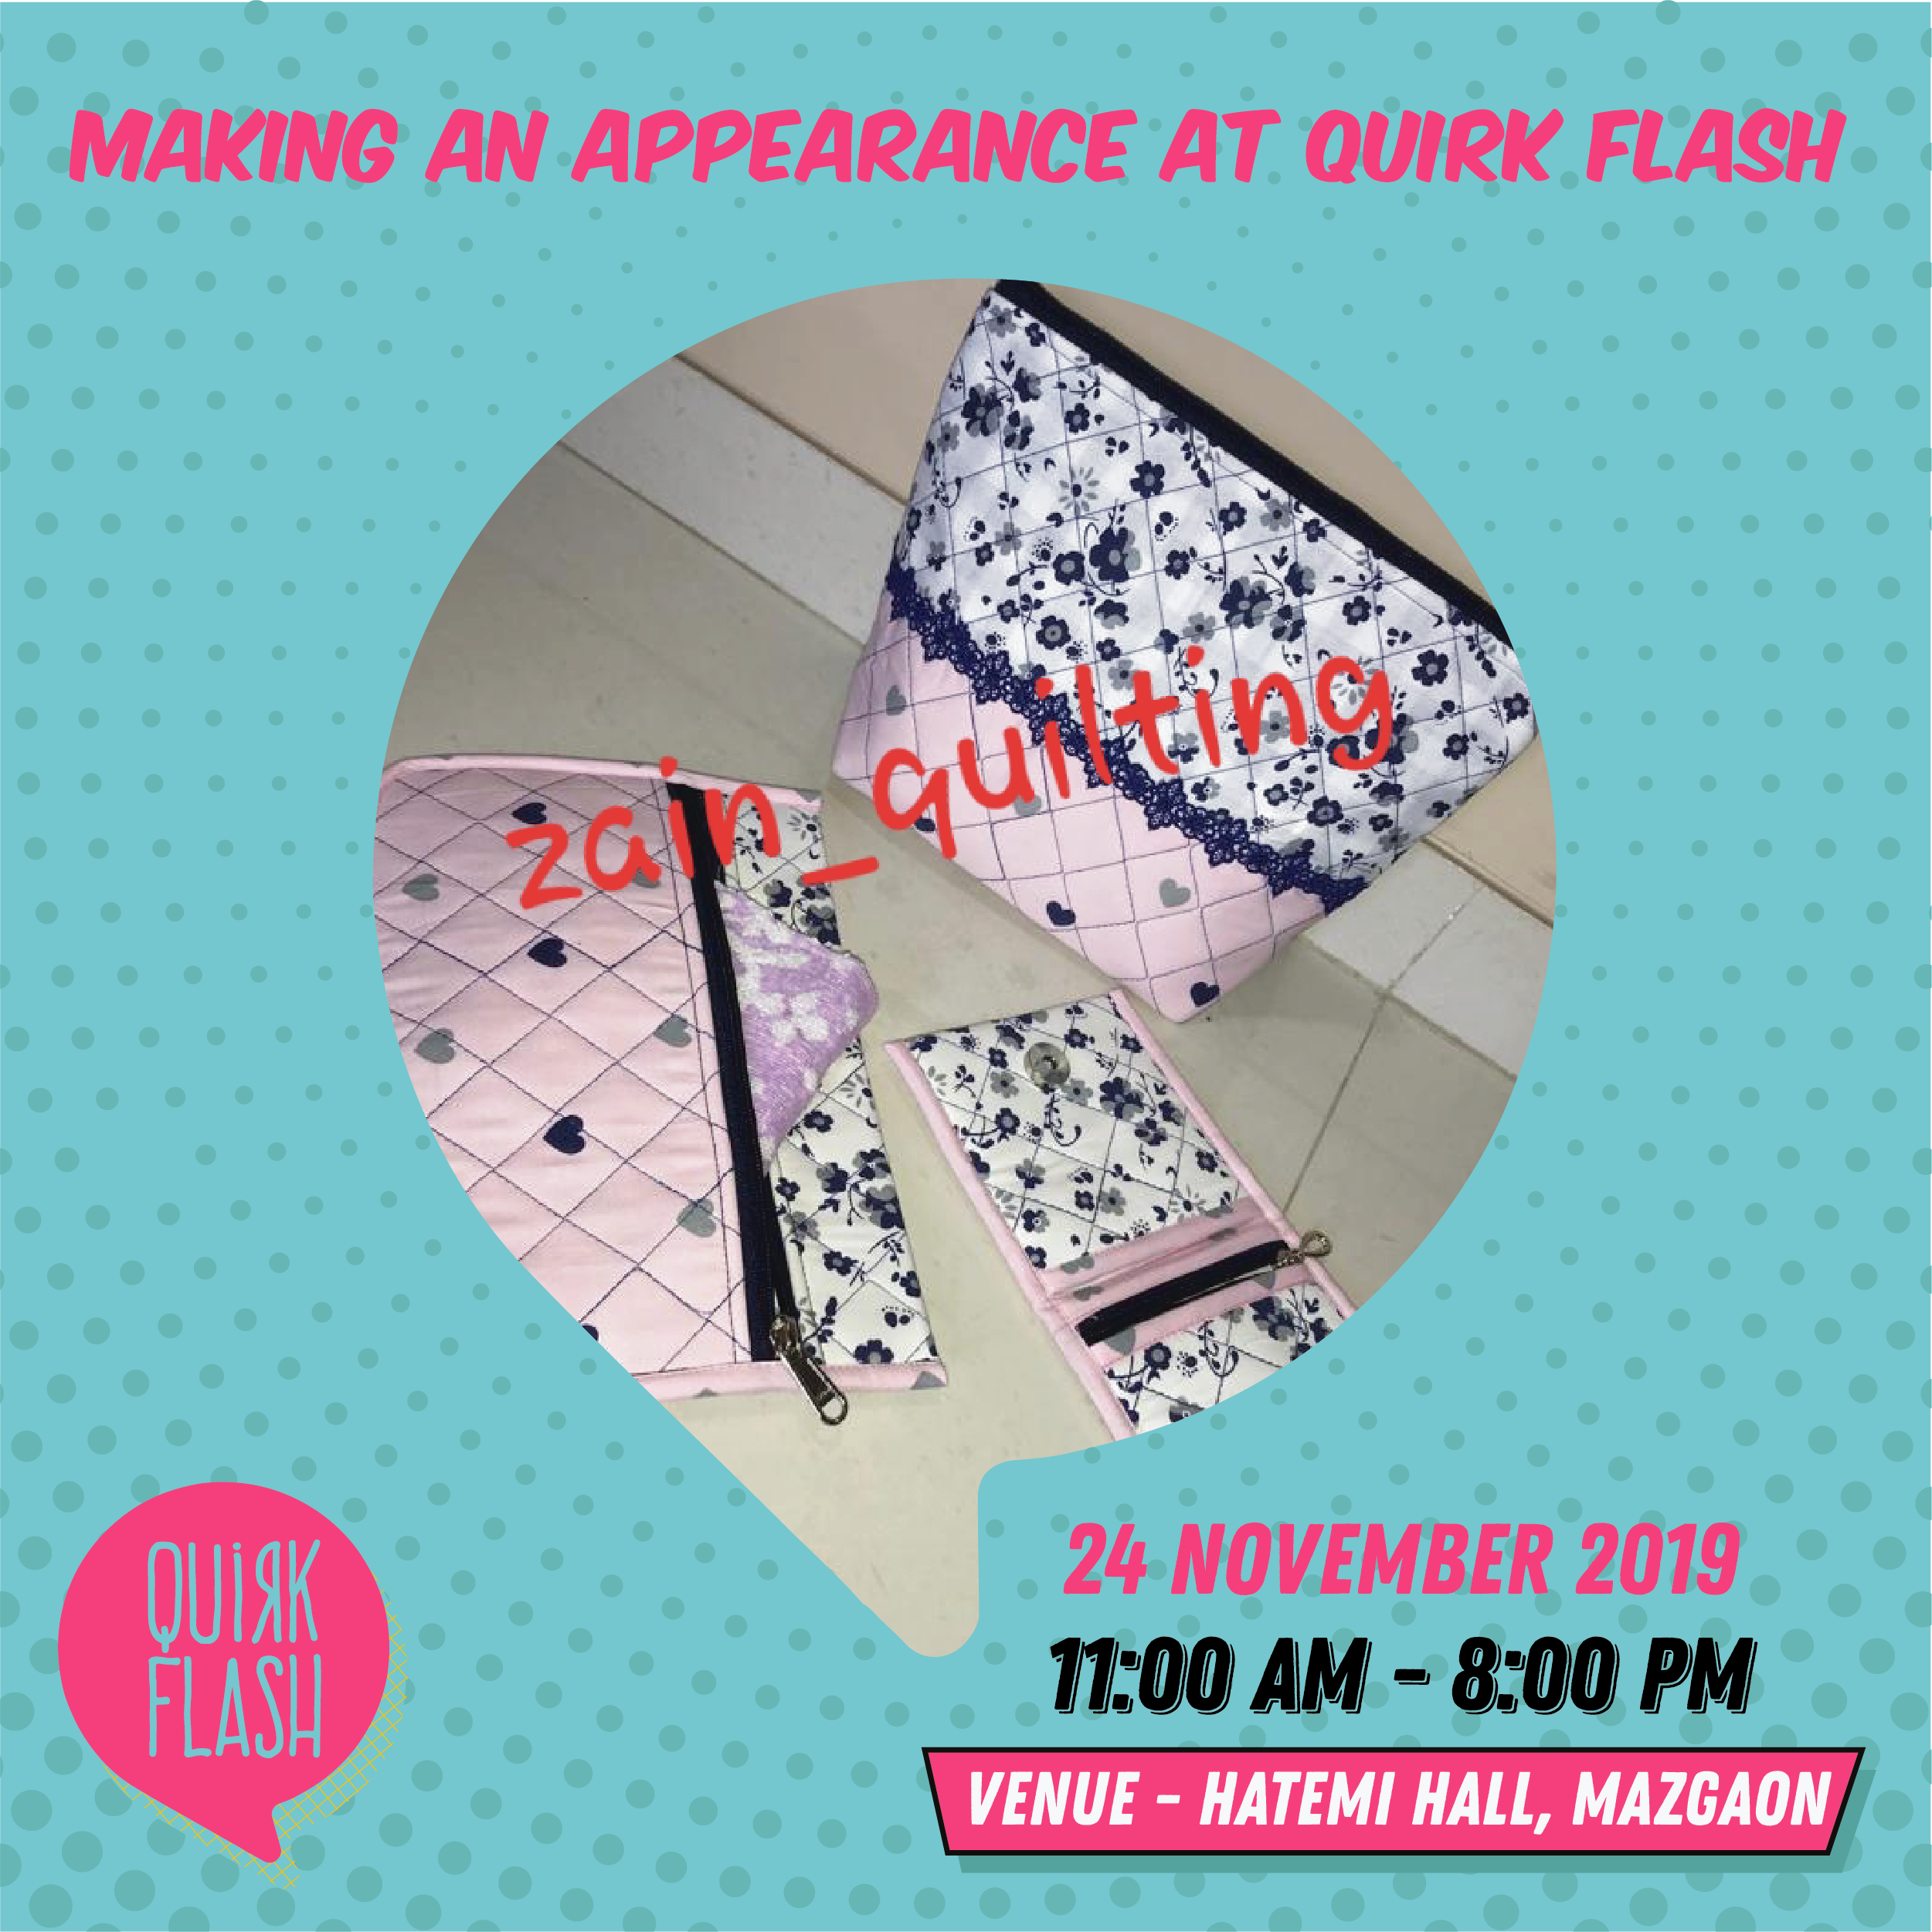 MAKING AN APPEARANCE AT QUIRK FLASH
zain_quilting
QUiRK
FLASH
24 NOVEMBER 2019
11:00 AM - 8:00 PM
VENUE - HATEMI HALL, MAZGAON